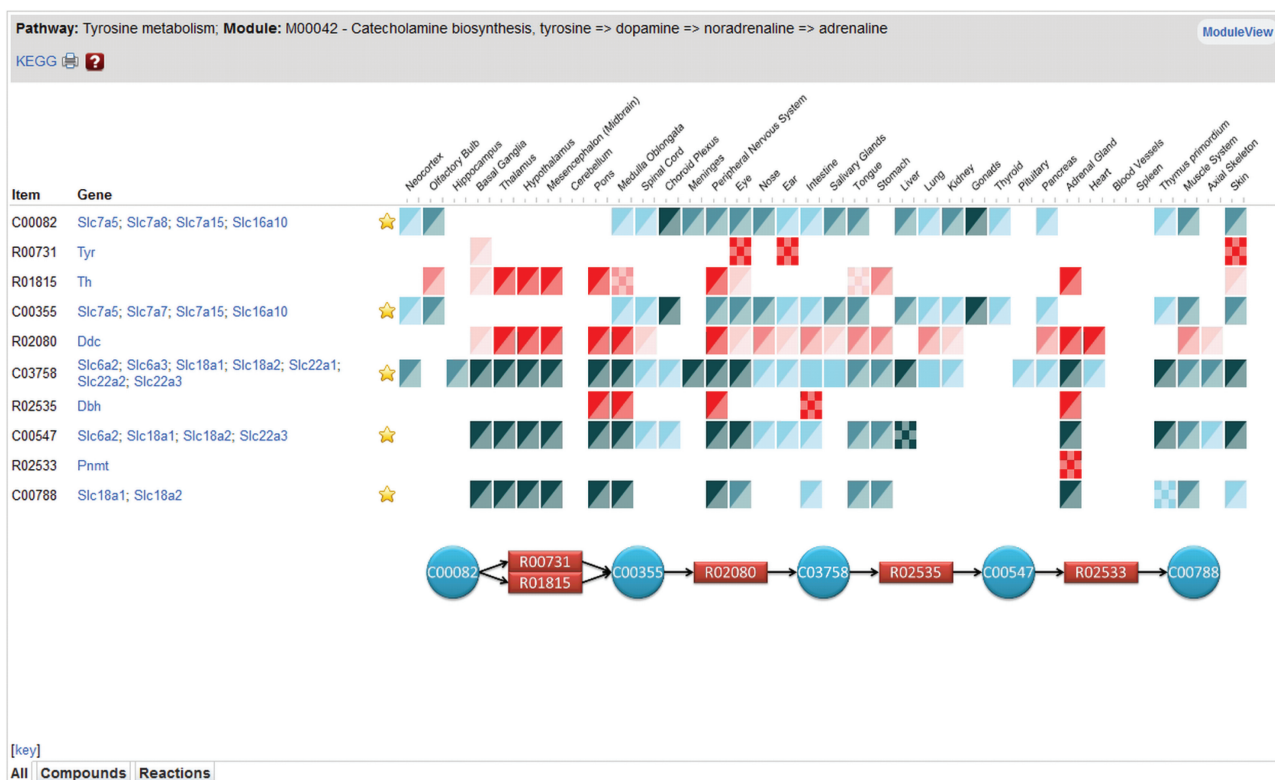 Pathway: Tyrosine metabolism; Module: M00042 - Catecholamine biosynthesis, tyrosine => dopamine => noradrenaline => adrenaline
ModuleView
KEGG ?
Neocortex
Olfactory Bulb
Hippocampus
Basal Ganglia
Thalamus
Hypothalamus
Mesencephalon (Midbrain)
Cerebellum
Pons
Medulla Oblongata
Spinal Cord
Choroid Plexus
Meninges
Peripheral Nervous System
Eye
Nose
Ear
Intestine
Salivary Glands
Tongue
Stomach
Liver
Lung
Kidney
Gonads
Thyroid
Pituitary
Pancreas
Adrenal Gland
Heart
Blood Vessels
Spleen
Thymus primordium
Muscle System
Axial Skeleton
Skin
Item Gene
C00082 Slc7a5; Slc7a8; Slc7a15; Slc16a10
R00731 Tyr
R01815 Th
C00355 Slc7a5; Slc7a7; Slc7a15; Slc16a10
R02080 Ddc
C03758 Slc6a2; Slc6a3; Slc18a1; Slc18a2; Slc22a1;
Slc22a2; Slc22a3
R02535 Dbh
C00547 Slc6a2; Slc18a1; Slc18a2; Slc22a3
R02533 Pnmt
C00788 Slc18a1; Slc18a2
C00082 R00731 R01815 C00355 R02080 C03758 R02535 C00547 R02533 C00788
[key]
All Compounds Reactions